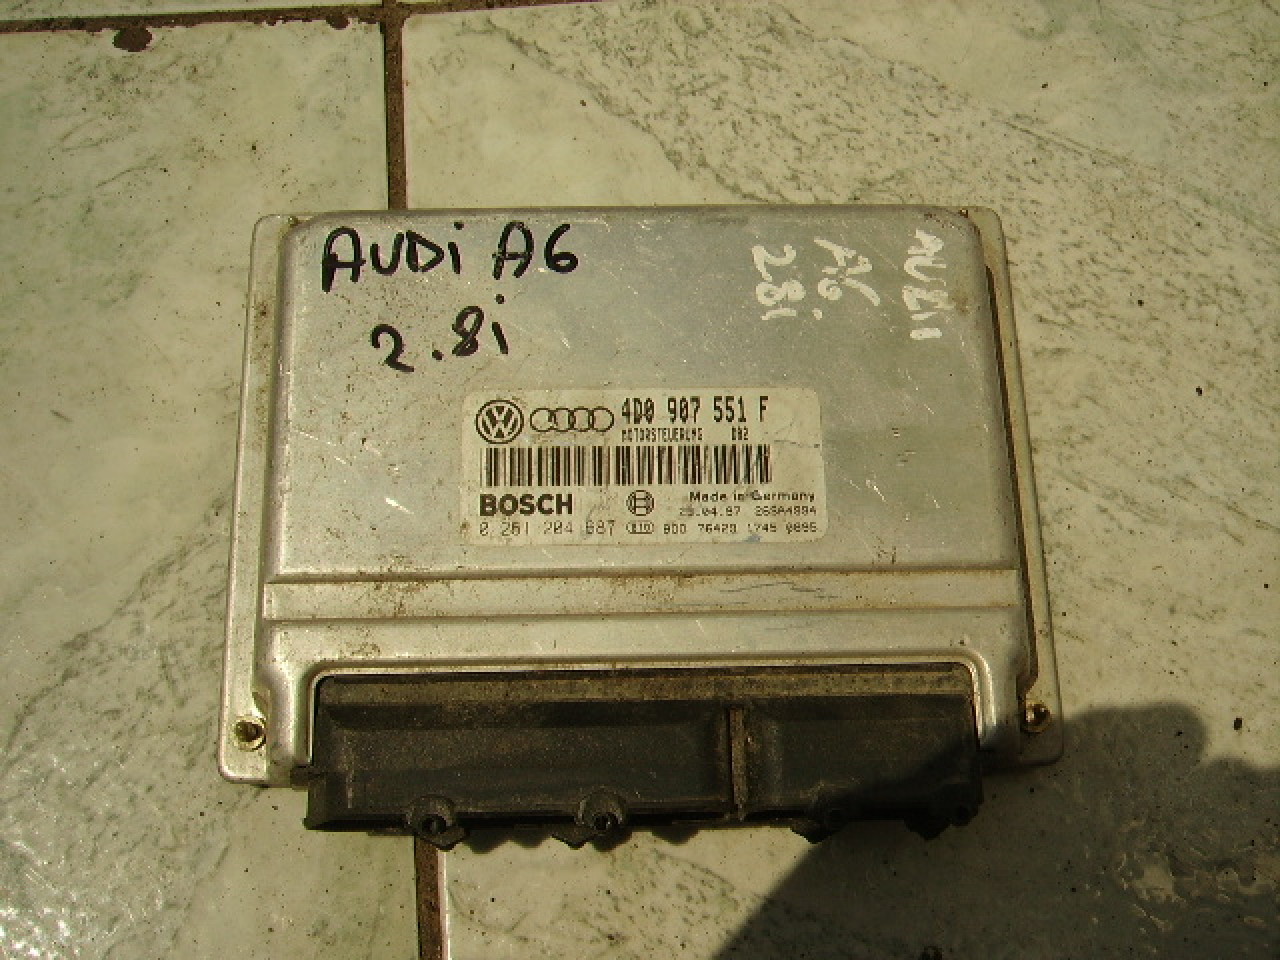 AUDi A6
2.8i
AUDI
A6
2.8i
4D0 907 551 F
MOTORSTEUERUNG D02
BOSCH
Made in Germany
0 261 204 687